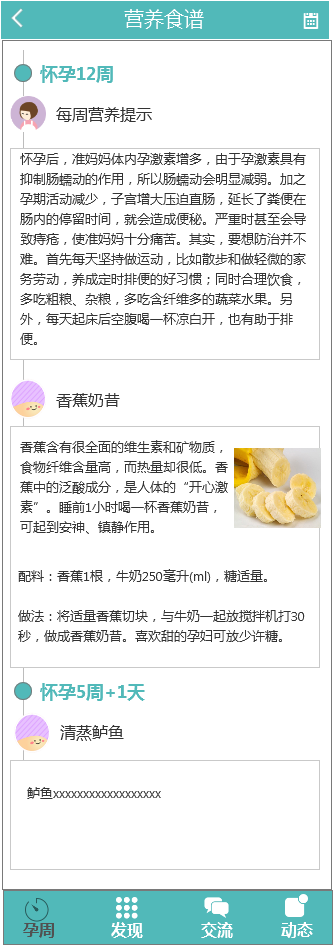 营养食谱
怀孕12周
每周营养提示
怀孕后，准妈妈体内孕激素增多，由于孕激素具有
抑制肠蠕动的作用，所以肠蠕动会明显减弱。加之
孕期活动减少，子宫增大压迫直肠，延长了粪便在
肠内的停留时间，就会造成便秘。严重时甚至会导
致痔疮，使准妈妈十分痛苦。其实，要想防治并不
难。首先每天坚持做运动，比如散步和做轻微的家
务劳动，养成定时排便的好习惯；同时合理饮食，
多吃粗粮、杂粮，多吃含纤维多的蔬菜水果。另
外，每天起床后空腹喝一杯凉白开，也有助于排
便。
香蕉奶昔
香蕉含有很全面的维生素和矿物质，
食物纤维含量高，而热量却很低。香
蕉中的泛酸成分，是人体的“开心激
素”。睡前1小时喝一杯香蕉奶昔，
可起到安神、镇静作用。
配料：香蕉1根，牛奶250毫升(ml)，糖适量。
做法：将适量香蕉切块，与牛奶一起放搅拌机打30
秒，做成香蕉奶昔。喜欢甜的孕妇可放少许糖。
怀孕5周+1天
清蒸鲈鱼
鲈鱼xxxxxxxxxxxxxxxxxx
孕周 发现 交流 动态